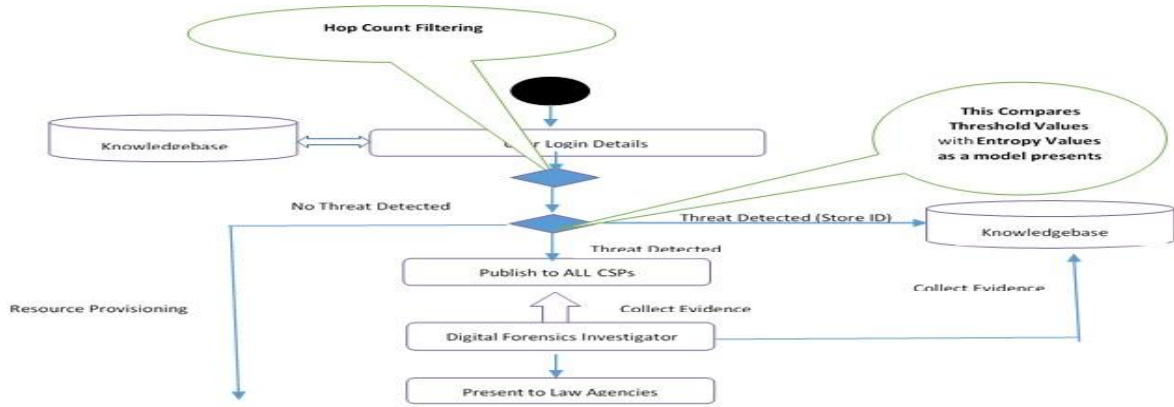 Hop Count Filtering
This Compares
Threshold Values
with Entropy Values
as a model presents
Knowledgebase
Login Details
No Threat Detected
Threat Detected (Store ID)
Knowledgebase
Threat Detected
Publish to ALL CSPs
Collect Evidence
Resource Provisioning
Collect Evidence
Digital Forensics Investigator
Present to Law Agencies